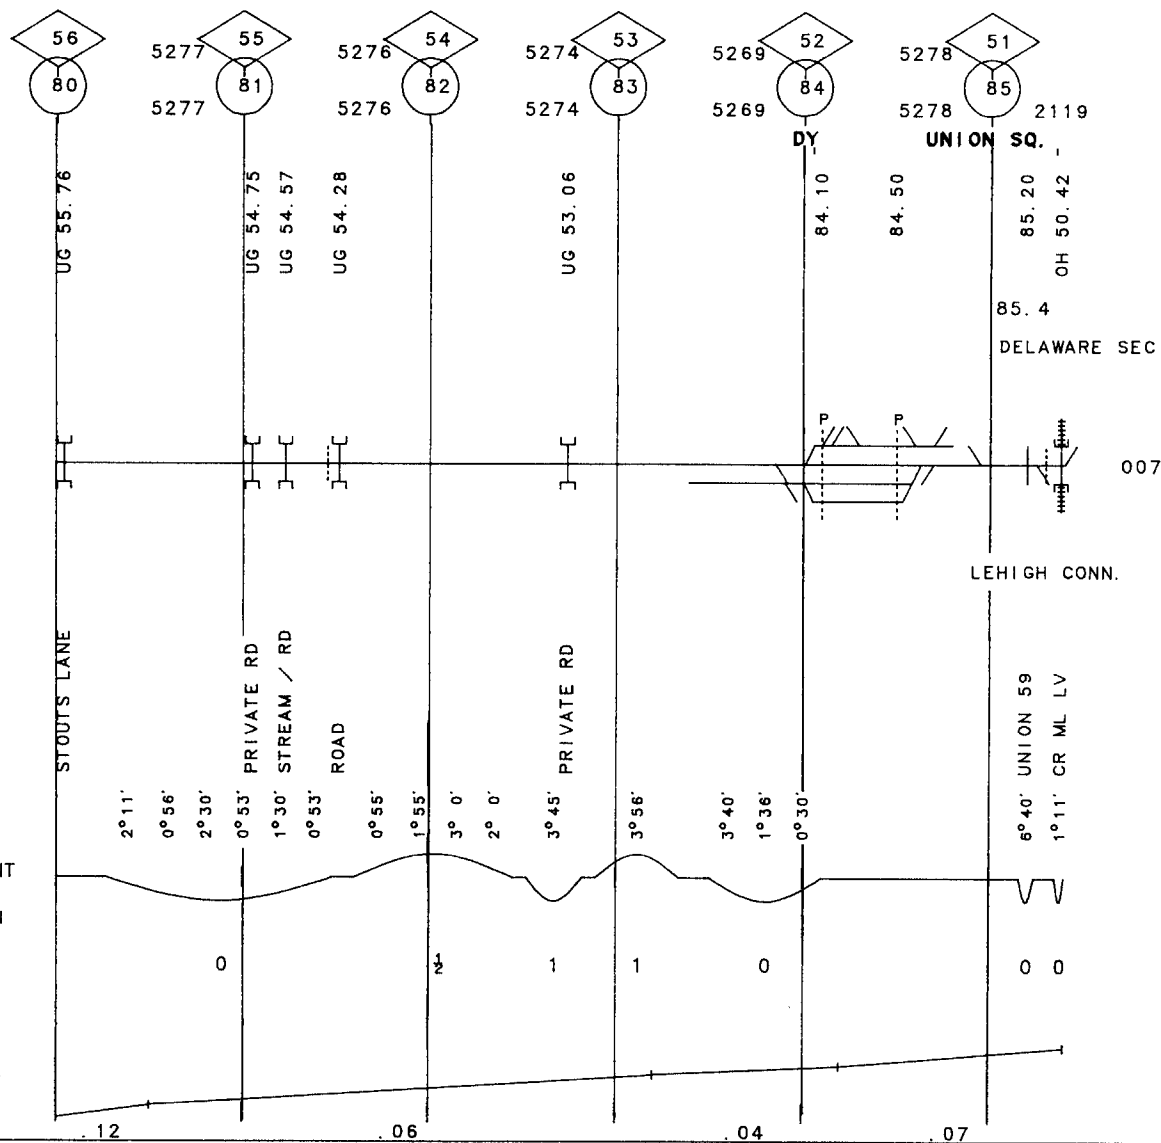 56 55 54 53 52 51
5277 5276 5274 5269 5278
80 81 82 83 84 85
5277 5276 5274 5269 5278 2119
DY UNION SQ.
UG 55.76
UG 54.75
UG 54.57
UG 54.28
UG 53.06
84.10
84.50
85.20
OH 50.42 -
85.4
DELAWARE SEC
P P
007
LEHIGH CONN.
STOUTS LANE
PRIVATE RD
STREAM / RD
ROAD
PRIVATE RD
2°11'
0°56'
2°30'
0°53'
1°30'
0°53'
0°55'
1°55'
3° 0'
2° 0'
3°45'
3°56'
3°40'
1°36'
0°30'
6°40' UNION 59
1°11' CR ML LV
0 ½ 1 1 0 0 0
.12 .06 .04 .07